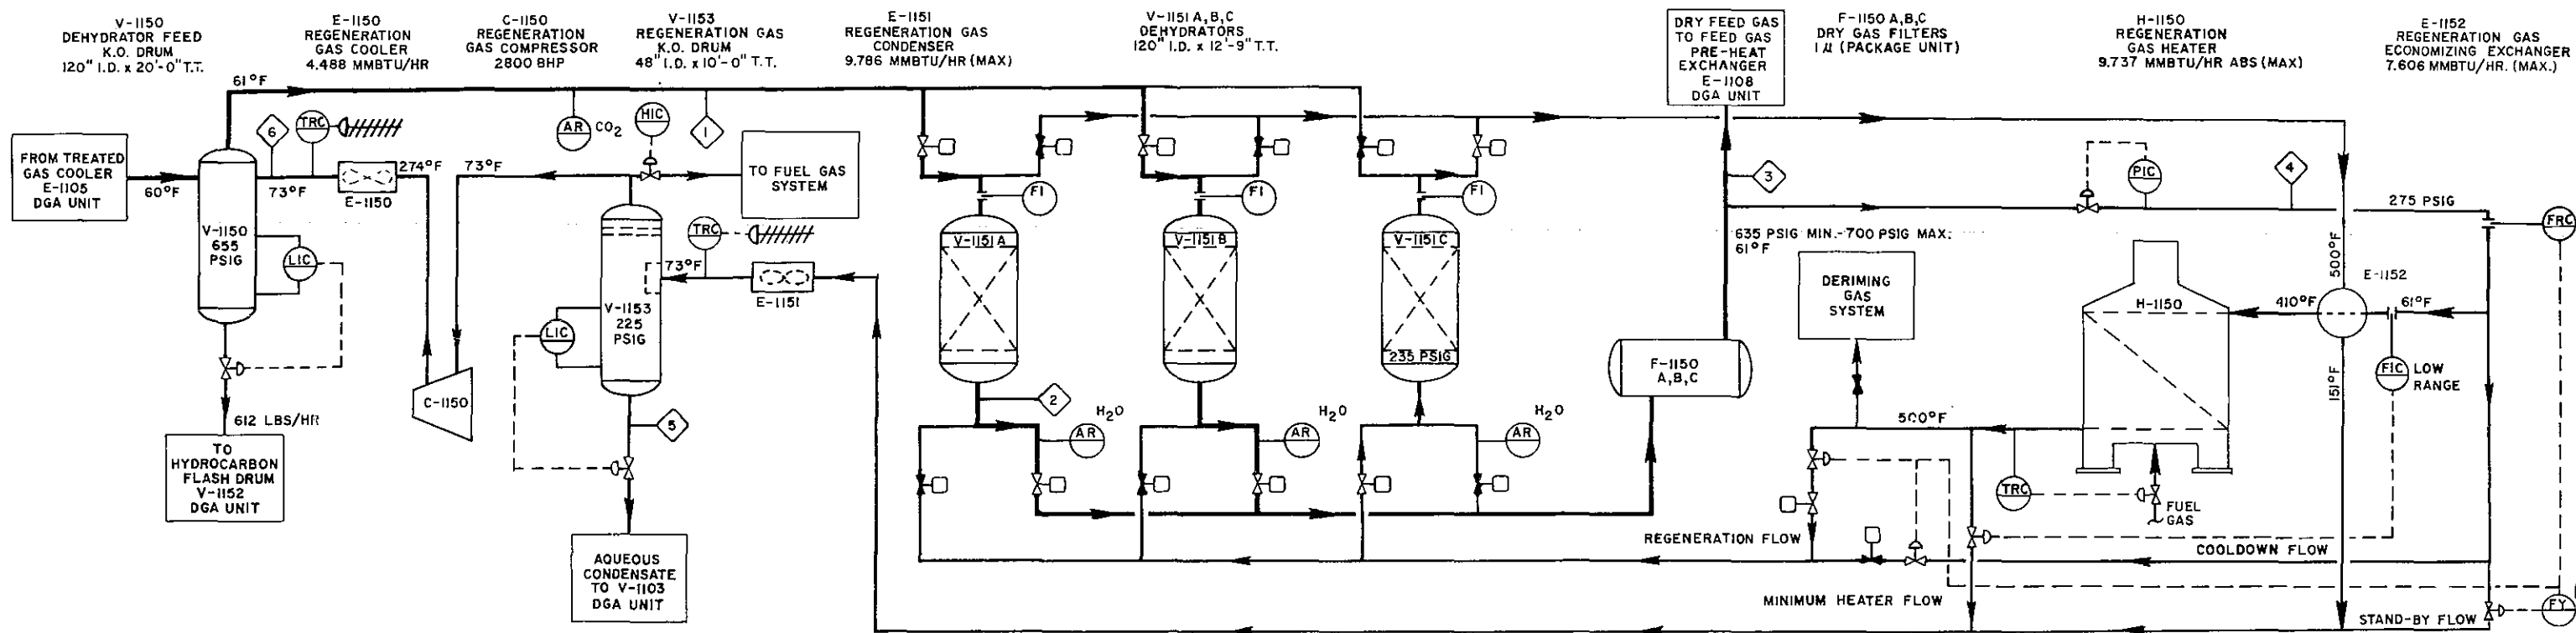 V-1150
DEHYDRATOR FEED
K.O. DRUM
120" I.D. x 20'-0" T.T.
E-1150
REGENERATION
GAS COOLER
4.488 MMBTU/HR
C-1150
REGENERATION
GAS COMPRESSOR
2800 BHP
V-1153
REGENERATION GAS
K.O. DRUM
48" I.D. x 10'-0" T.T.
E-1151
REGENERATION GAS
CONDENSER
9.786 MMBTU/HR (MAX)
V-1151 A,B,C
DEHYDRATORS
120" I.D. x 12'-9" T.T.
DRY FEED GAS
TO FEED GAS
PRE-HEAT
EXCHANGER
E-1108
DGA UNIT
F-1150 A,B,C
DRY GAS FILTERS
1 µ (PACKAGE UNIT)
H-1150
REGENERATION
GAS HEATER
9.737 MMBTU/HR ABS (MAX)
E-1152
REGENERATION GAS
ECONOMIZING EXCHANGER
7.606 MMBTU/HR. (MAX.)
61°F
6
TRC
AR
CO2
HIC
1
FROM TREATED
GAS COOLER
E-1105
DGA UNIT
60°F
73°F
E-1150
274°F
73°F
TO FUEL GAS
SYSTEM
V-1150
655
PSIG
LIC
612 LBS/HR
TO
HYDROCARBON
FLASH DRUM
V-1152
DGA UNIT
C-1150
TRC
73°F
E-1151
V-1153
225
PSIG
LIC
5
AQUEOUS
CONDENSATE
TO V-1103
DGA UNIT
FI
FI
FI
V-1151A
V-1151B
V-1151C
235 PSIG
2
H2O
AR
H2O
AR
H2O
AR
3
635 PSIG MIN.-700 PSIG MAX.
61°F
F-1150
A,B,C
DERIMING
GAS
SYSTEM
PIC
4
275 PSIG
FRC
500°F
E-1152
H-1150
410°F
61°F
151°F
FIC
LOW
RANGE
500°F
TRC
FUEL
GAS
REGENERATION FLOW
COOLDOWN FLOW
MINIMUM HEATER FLOW
STAND-BY FLOW
FY